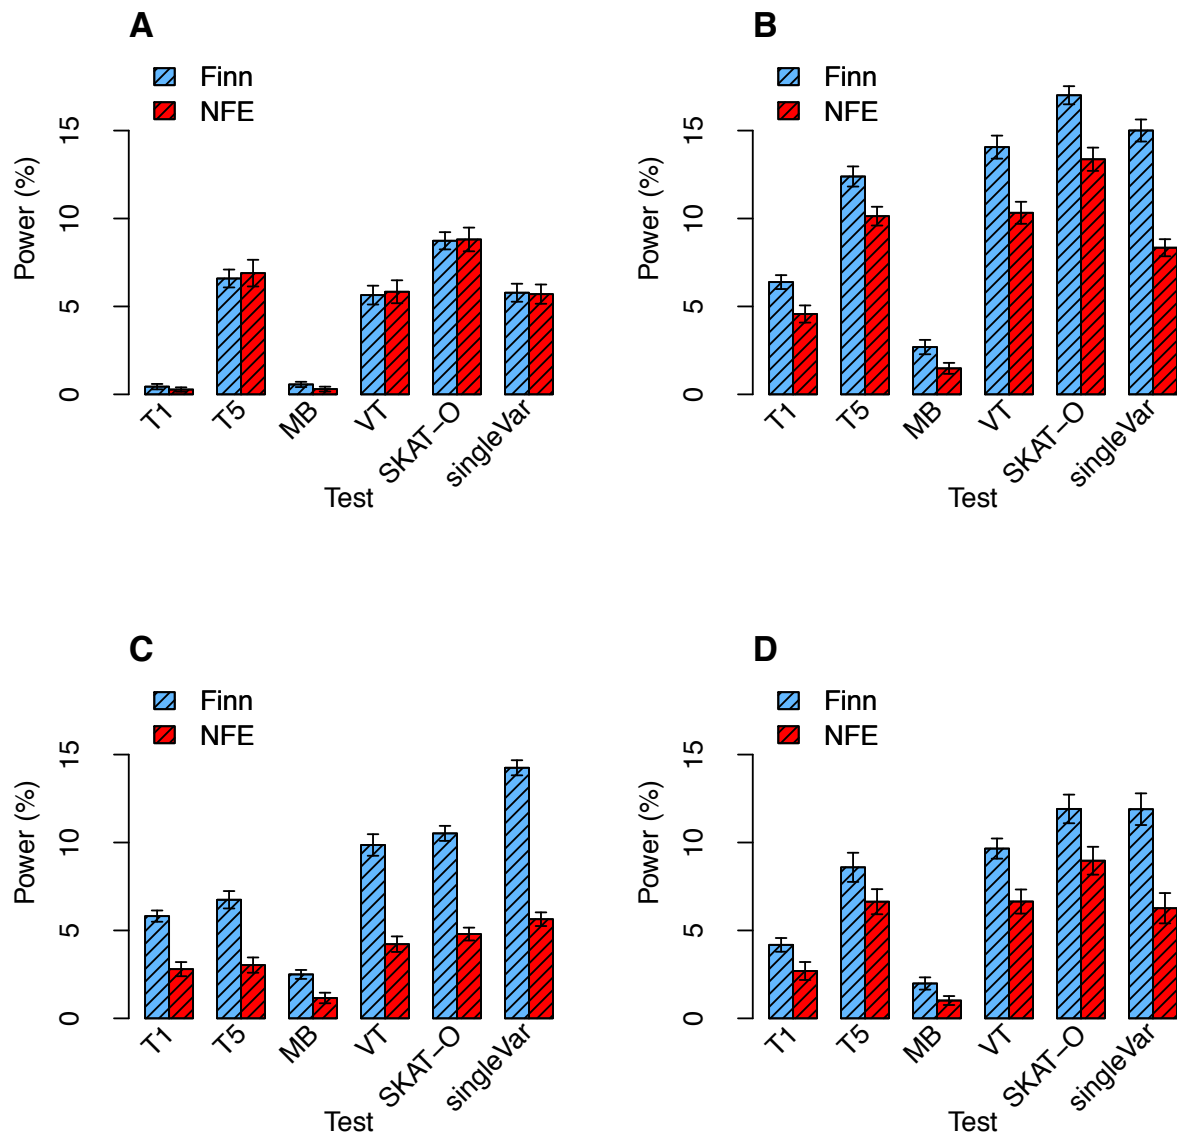 A
Finn
NFE
Power (%)
15
10
5
0
T1
T5
MB
VT
SKAT−O
singleVar
Test
B
Finn
NFE
Power (%)
15
10
5
0
T1
T5
MB
VT
SKAT−O
singleVar
Test
C
Finn
NFE
Power (%)
15
10
5
0
T1
T5
MB
VT
SKAT−O
singleVar
Test
D
Finn
NFE
Power (%)
15
10
5
0
T1
T5
MB
VT
SKAT−O
singleVar
Test